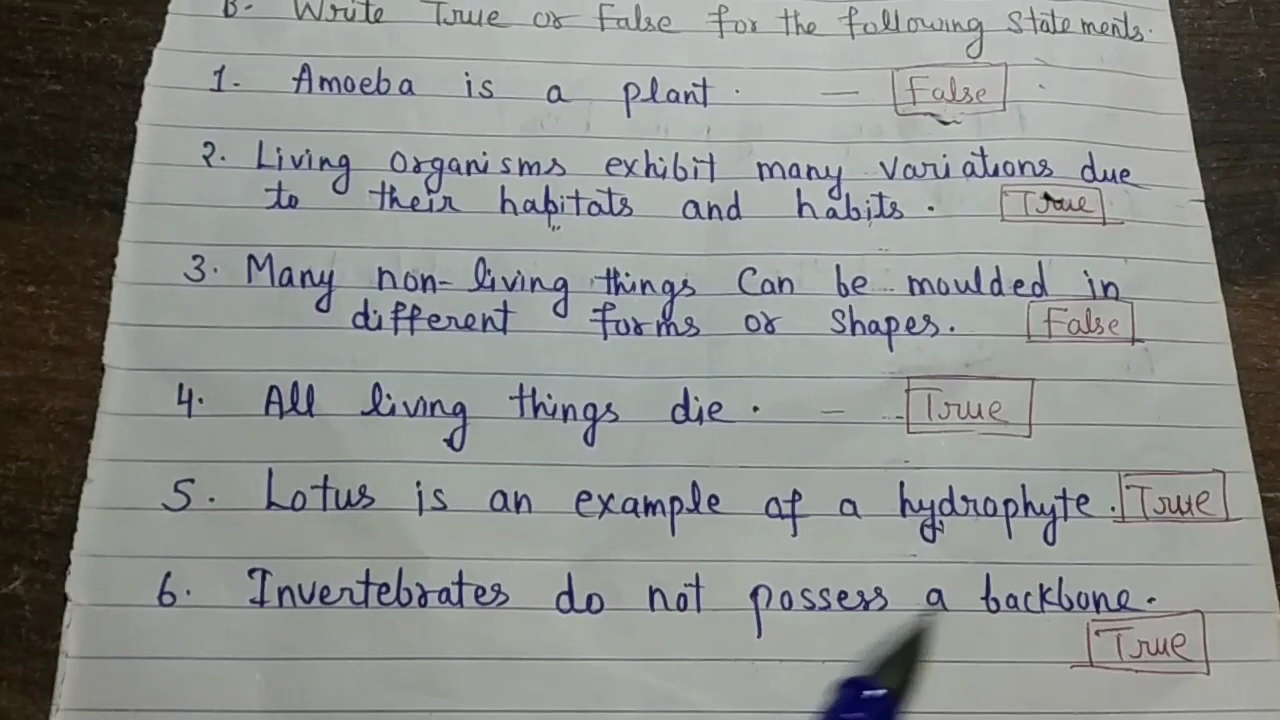 B. Write True or False for the following statements.
1. Amoeba is a plant. - False
2. Living organisms exhibit many variations due
to their habitats and habits. True
3. Many non-living things can be moulded in
different forms or shapes. False
4. All living things die. - True
5. Lotus is an example of a hydrophyte. True
6. Invertebrates do not possess a backbone.
True